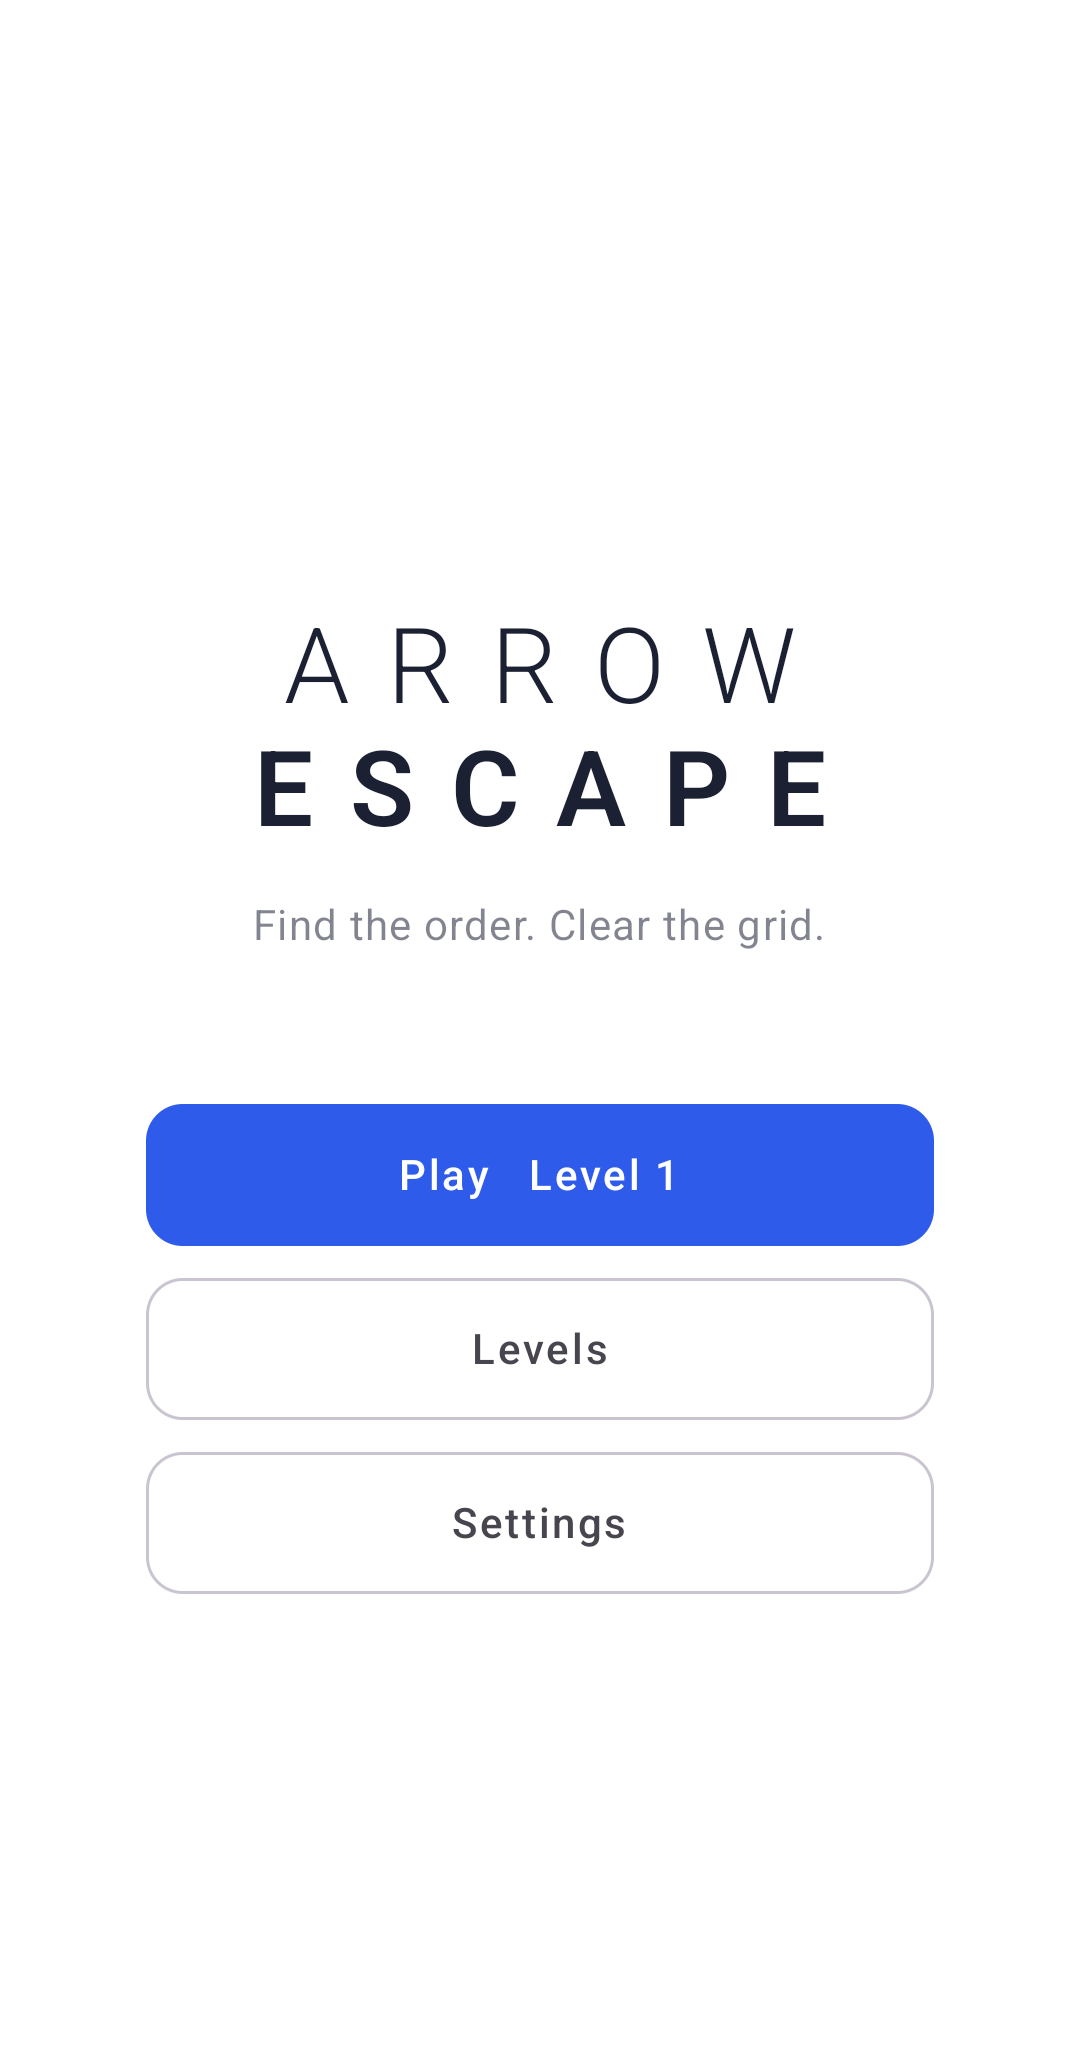 ARROW
ESCAPE
Find the order. Clear the grid.
Play Level 1
Levels
Settings